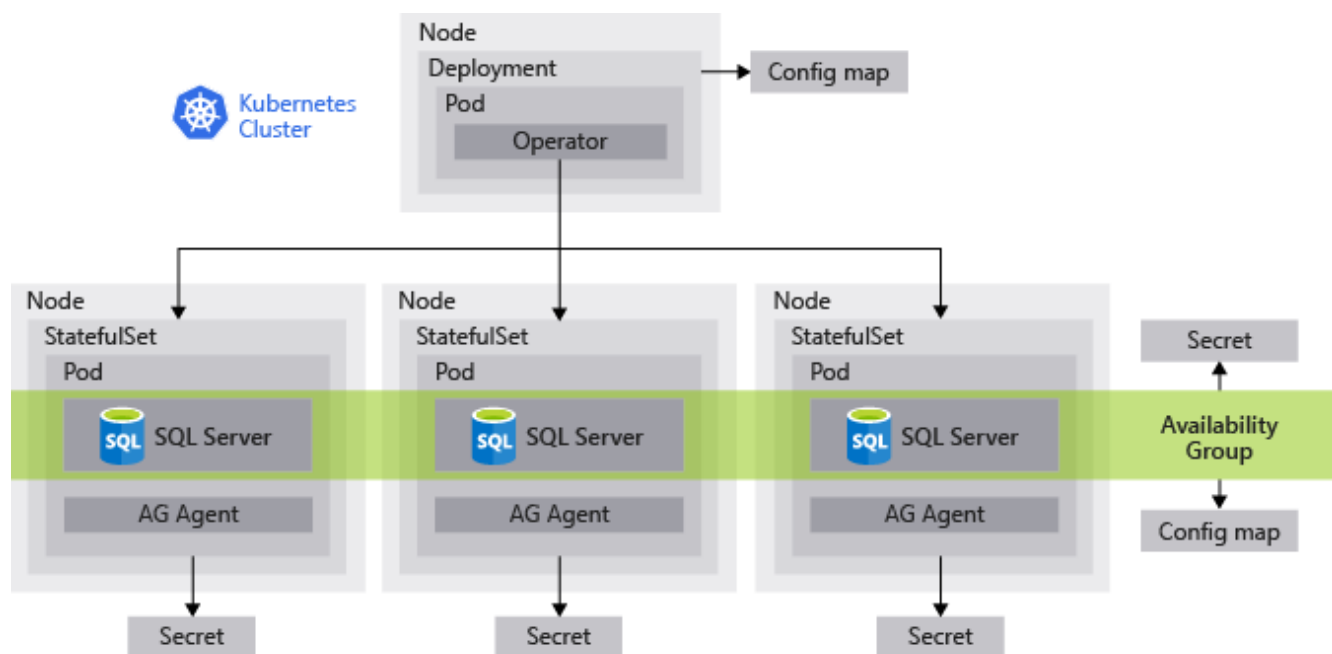 Node
Deployment
Config map
Pod
Kubernetes
Cluster
Operator
Node
Node
Node
StatefulSet
StatefulSet
StatefulSet
Secret
Pod
Pod
Pod
SQL SQL Server
SQL SQL Server
SQL SQL Server
Availability
Group
AG Agent
AG Agent
AG Agent
Config map
Secret
Secret
Secret